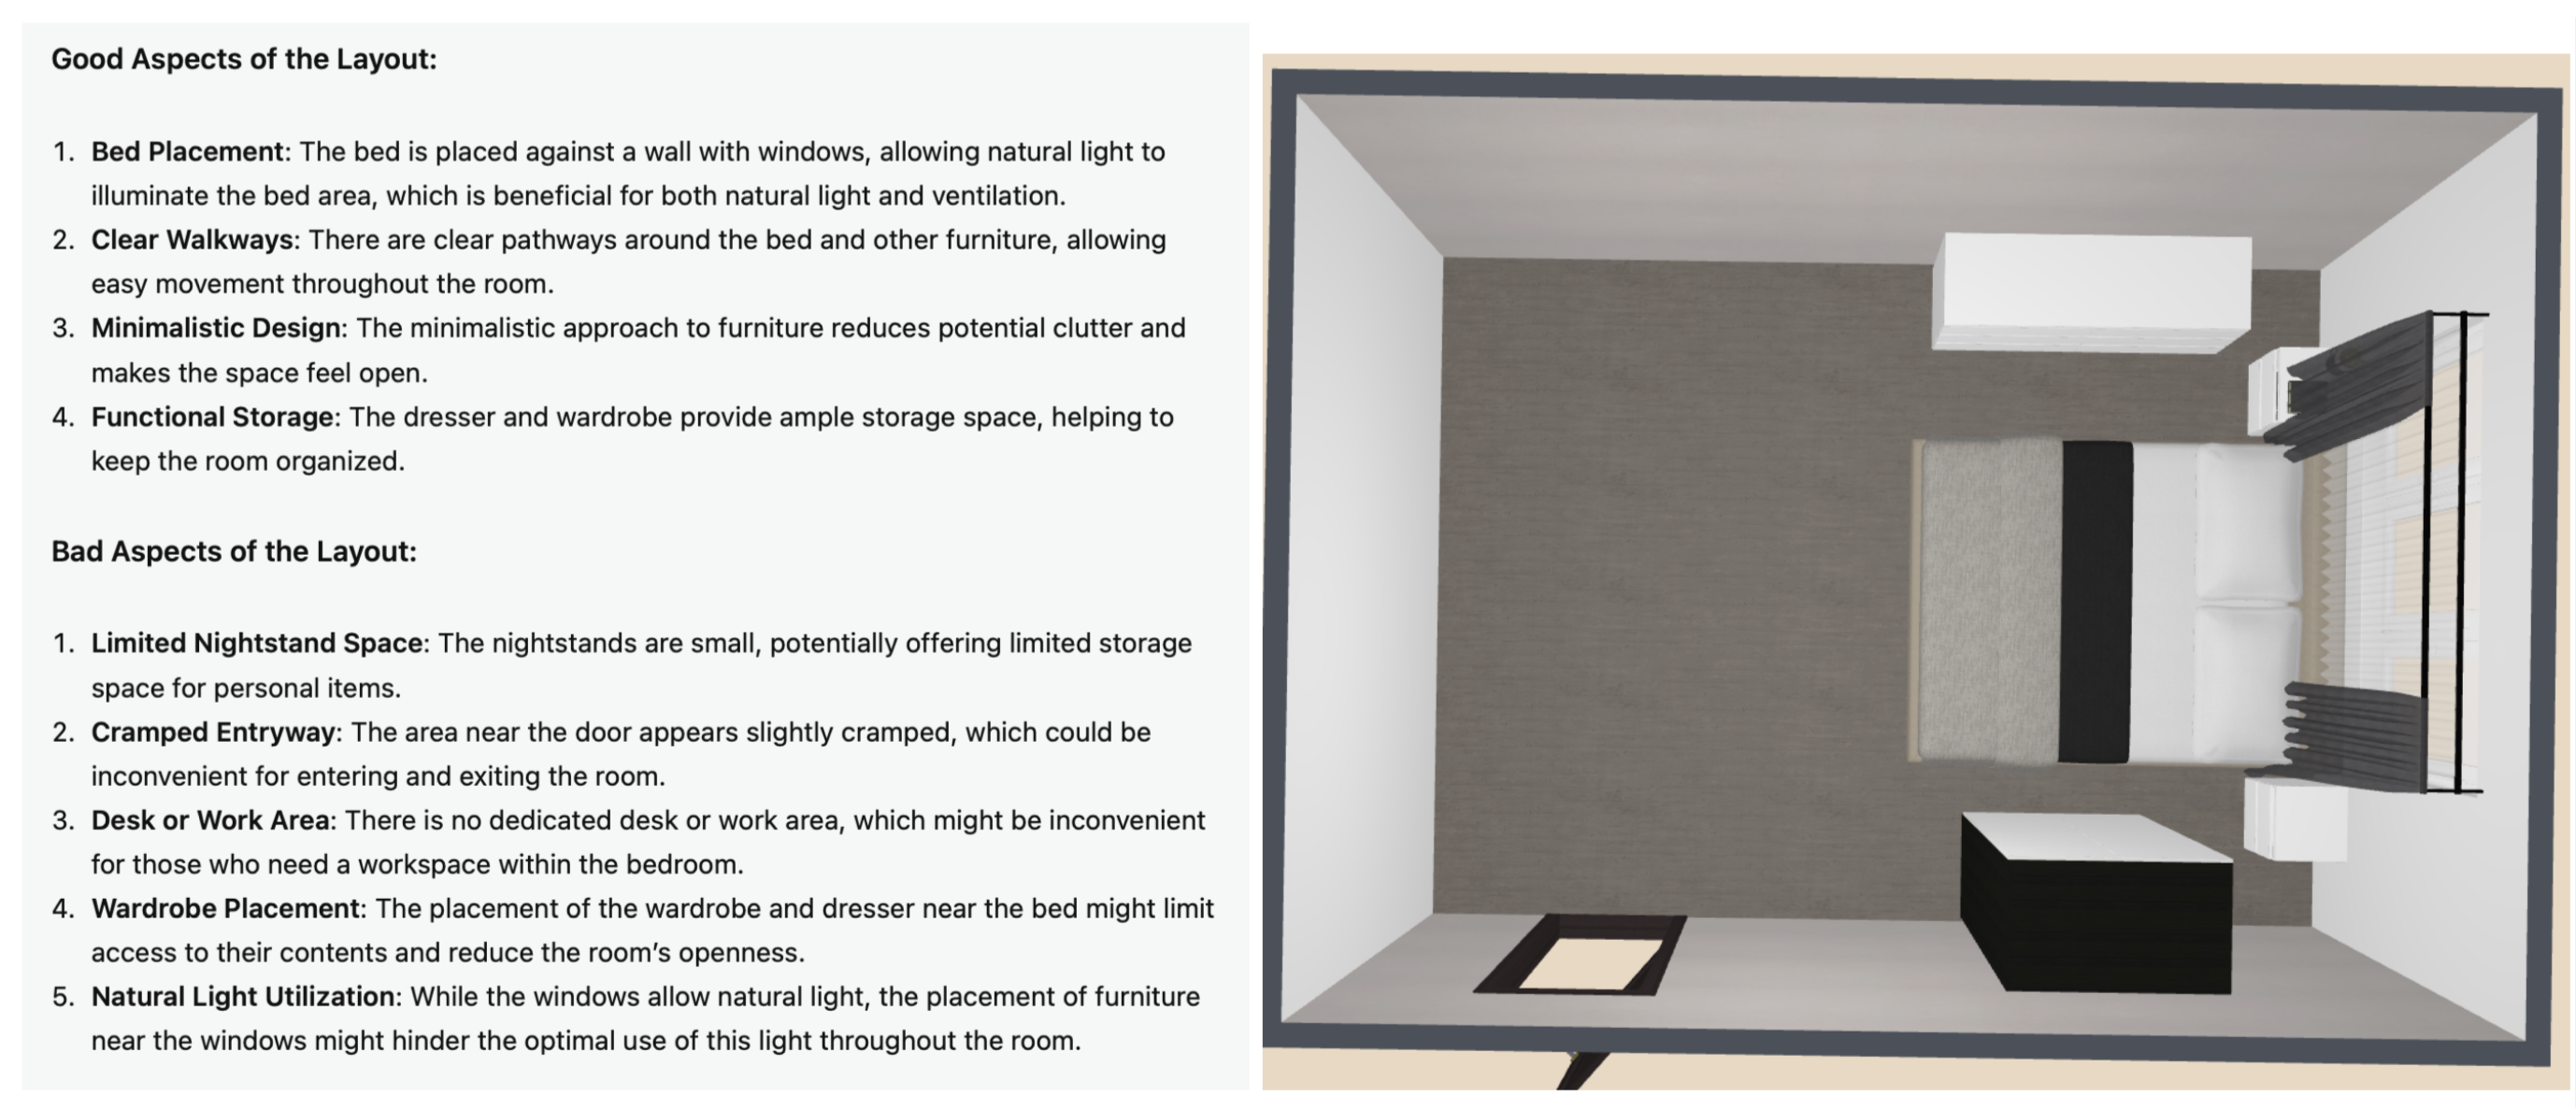 Good Aspects of the Layout:
1. Bed Placement: The bed is placed against a wall with windows, allowing natural light to
illuminate the bed area, which is beneficial for both natural light and ventilation.
2. Clear Walkways: There are clear pathways around the bed and other furniture, allowing
easy movement throughout the room.
3. Minimalistic Design: The minimalistic approach to furniture reduces potential clutter and
makes the space feel open.
4. Functional Storage: The dresser and wardrobe provide ample storage space, helping to
keep the room organized.
Bad Aspects of the Layout:
1. Limited Nightstand Space: The nightstands are small, potentially offering limited storage
space for personal items.
2. Cramped Entryway: The area near the door appears slightly cramped, which could be
inconvenient for entering and exiting the room.
3. Desk or Work Area: There is no dedicated desk or work area, which might be inconvenient
for those who need a workspace within the bedroom.
4. Wardrobe Placement: The placement of the wardrobe and dresser near the bed might limit
access to their contents and reduce the room’s openness.
5. Natural Light Utilization: While the windows allow natural light, the placement of furniture
near the windows might hinder the optimal use of this light throughout the room.